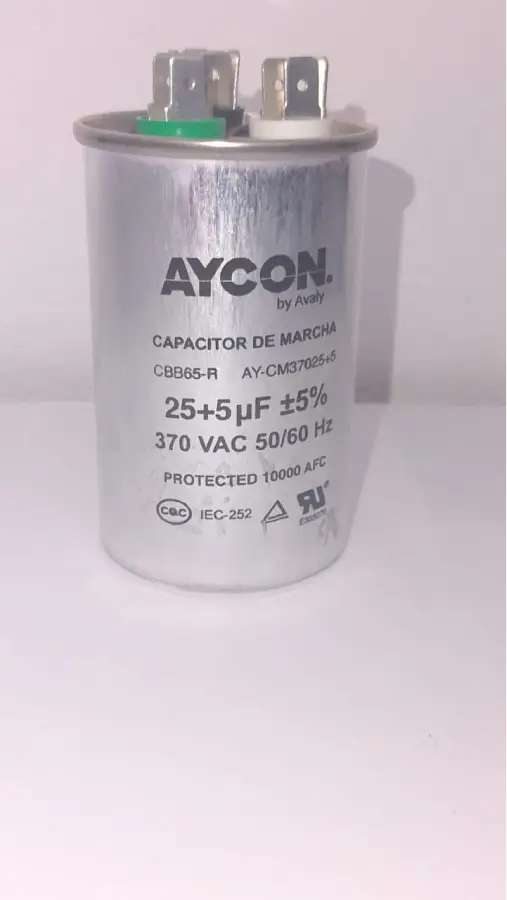 AYCON.
by Avaly
CAPACITOR DE MARCHA
CBB65-R AY-CM37025+5
25+5µF ±5%
370 VAC 50/60 Hz
PROTECTED 10000 AFC
CQC IEC-252 RU®